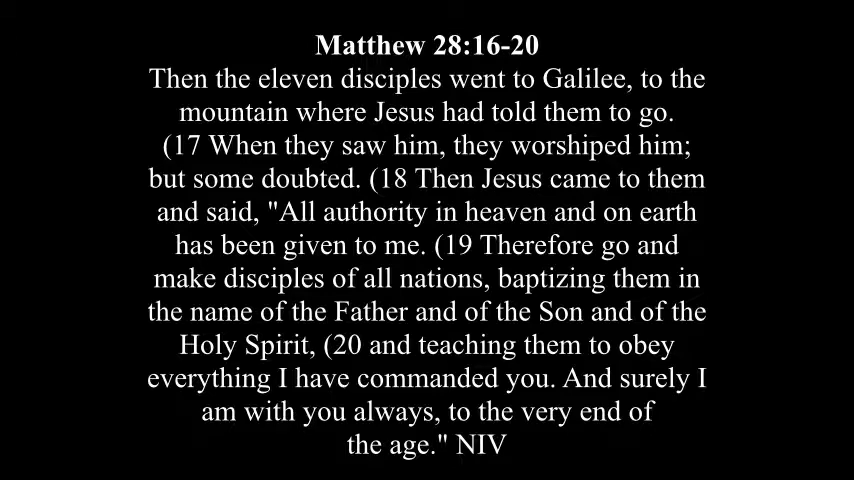 Matthew 28:16-20
Then the eleven disciples went to Galilee, to the
mountain where Jesus had told them to go.
(17 When they saw him, they worshiped him;
but some doubted. (18 Then Jesus came to them
and said, "All authority in heaven and on earth
has been given to me. (19 Therefore go and
make disciples of all nations, baptizing them in
the name of the Father and of the Son and of the
Holy Spirit, (20 and teaching them to obey
everything I have commanded you. And surely I
am with you always, to the very end of
the age." NIV